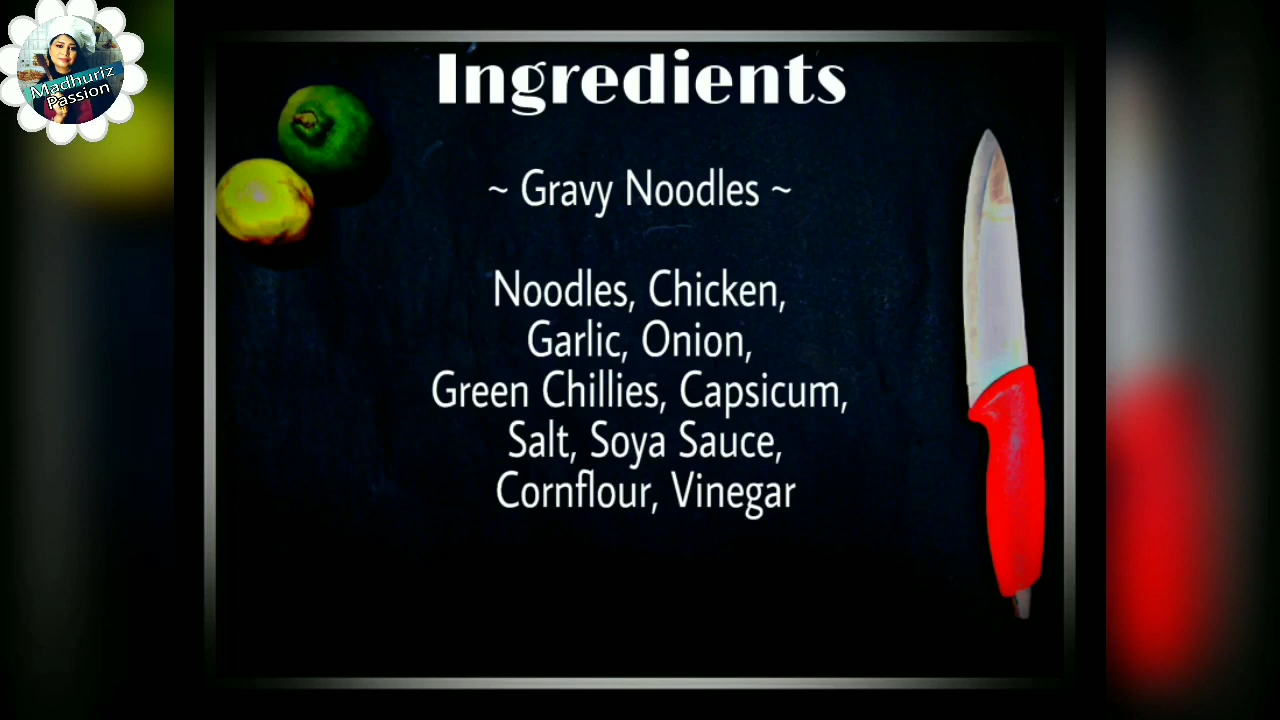 Madhuriz
Passion
Ingredients
~ Gravy Noodles ~
Noodles, Chicken,
Garlic, Onion,
Green Chillies, Capsicum,
Salt, Soya Sauce,
Cornflour, Vinegar